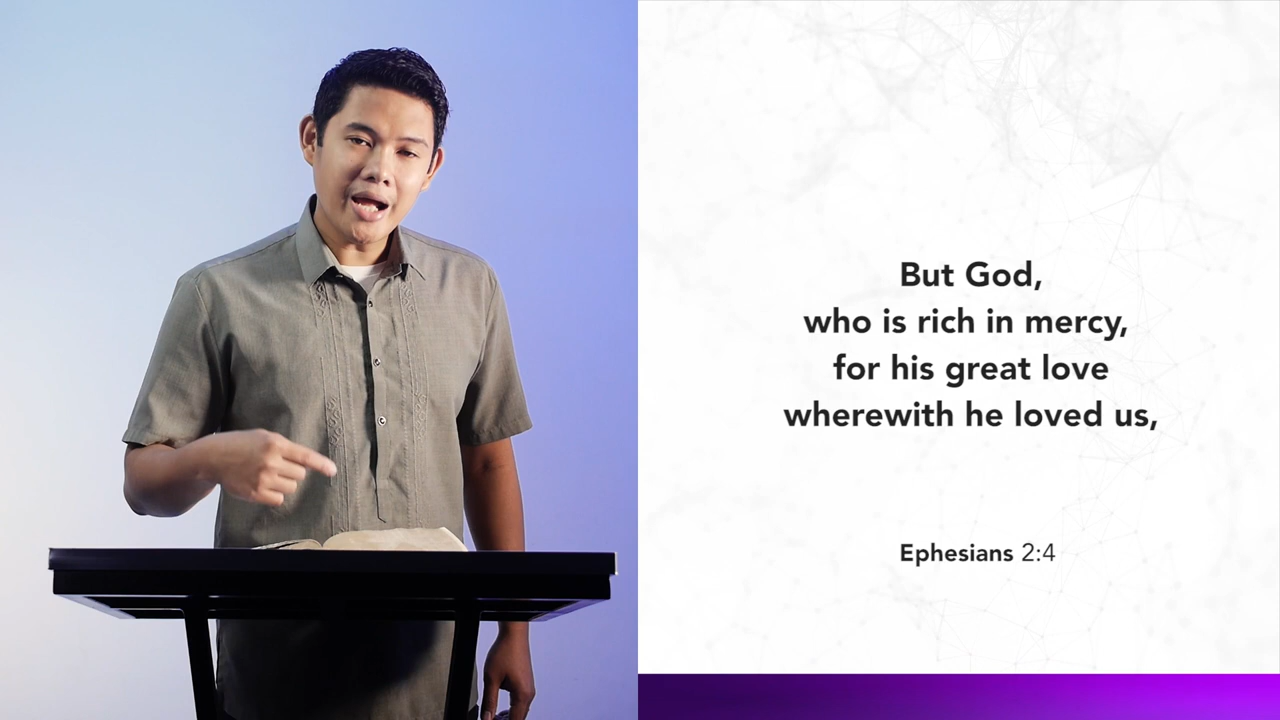 But God,
who is rich in mercy,
for his great love
wherewith he loved us,
Ephesians 2:4